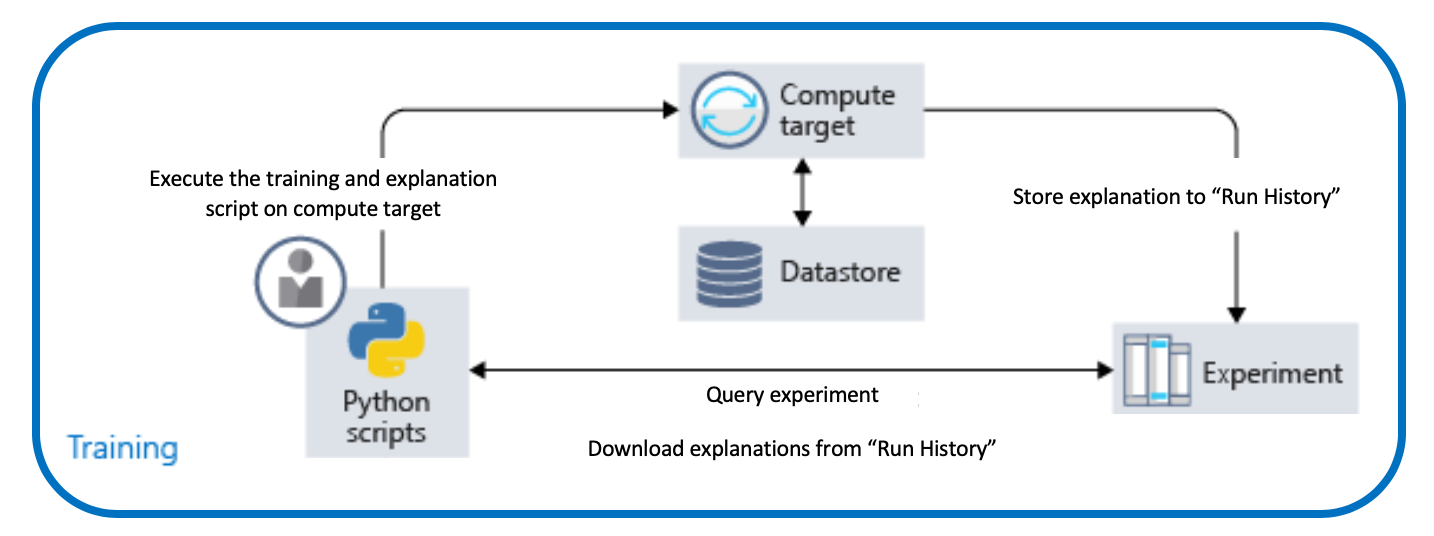 Compute
target
Execute the training and explanation
script on compute target
Store explanation to “Run History”
Datastore
Python
scripts
Experiment
Query experiment
Download explanations from “Run History”
Training